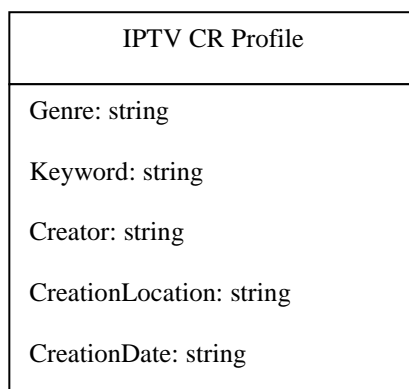 IPTV CR Profile
Genre: string
Keyword: string
Creator: string
CreationLocation: string
CreationDate: string